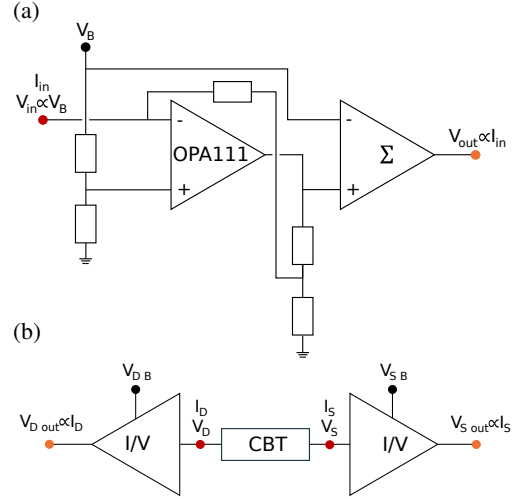 (a)
V_B
I_in
V_in∝V_B
-
OPA111
+
-
Σ
+
V_out∝I_in
(b)
V_D B
V_S B
V_D out∝I_D
I/V
I_D
V_D
CBT
I_S
V_S
I/V
V_S out∝I_S